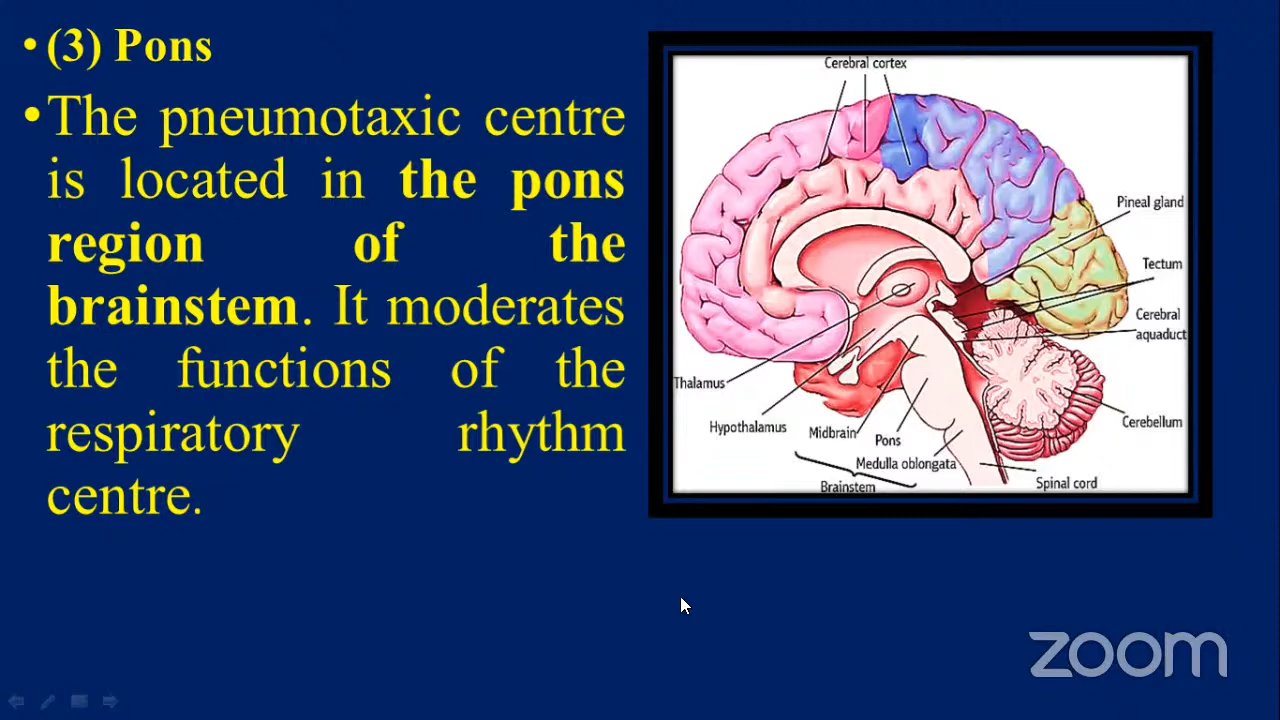 • (3) Pons
• The pneumotaxic centre
is located in the pons
region of the
brainstem. It moderates
the functions of the
respiratory rhythm
centre.
Cerebral cortex
Pineal gland
Tectum
Cerebral
aquaduct
Thalamus
Hypothalamus
Midbrain
Pons
Cerebellum
Medulla oblongata
Brainstem
Spinal cord
zoom